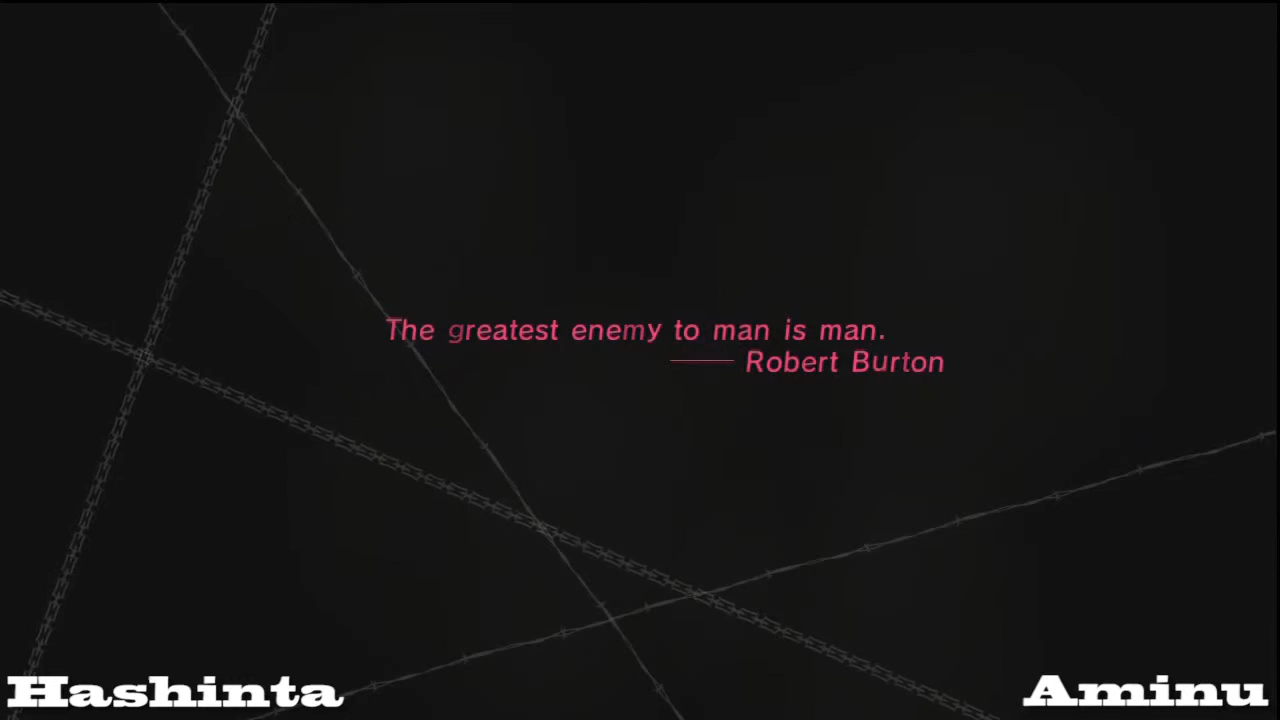 The greatest enemy to man is man.
—— Robert Burton
Hashinta
Aminu